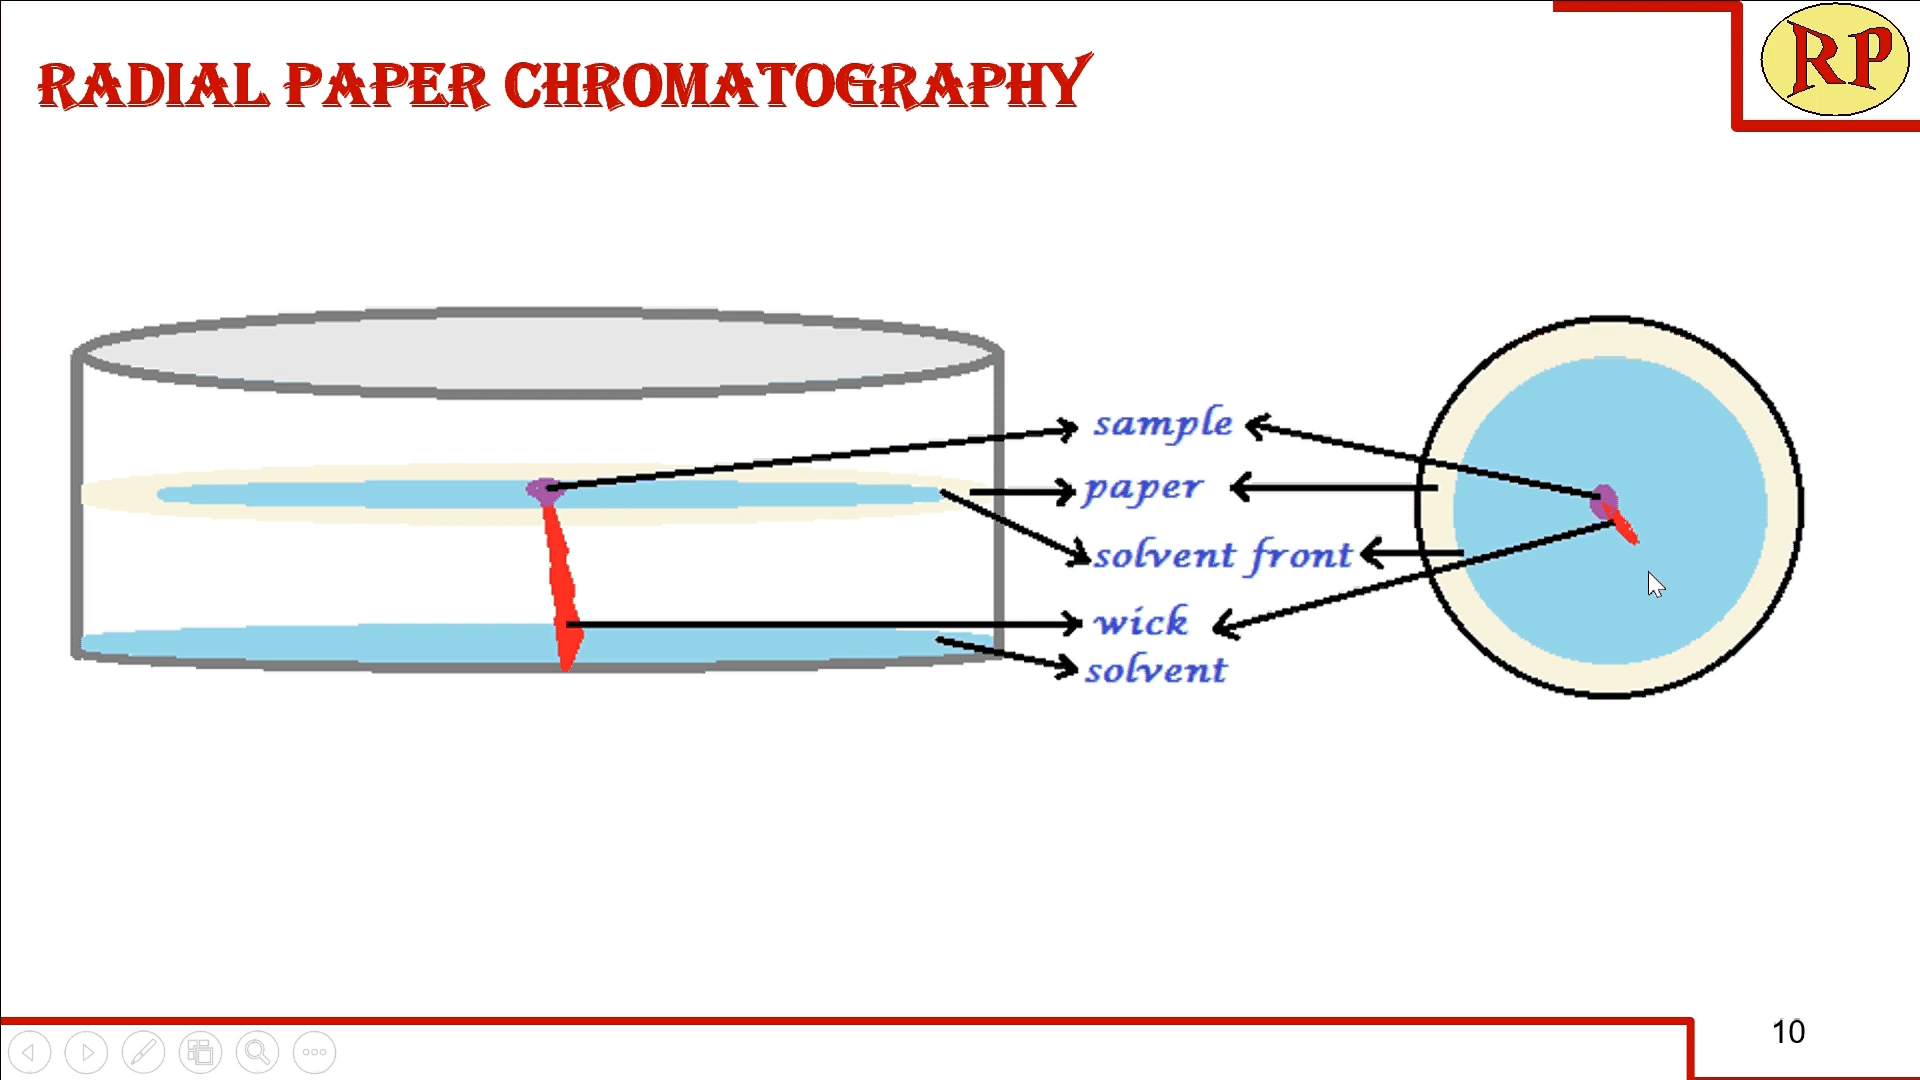 RADIAL PAPER CHROMATOGRAPHY
RP
sample
paper
solvent front
wick
solvent
10